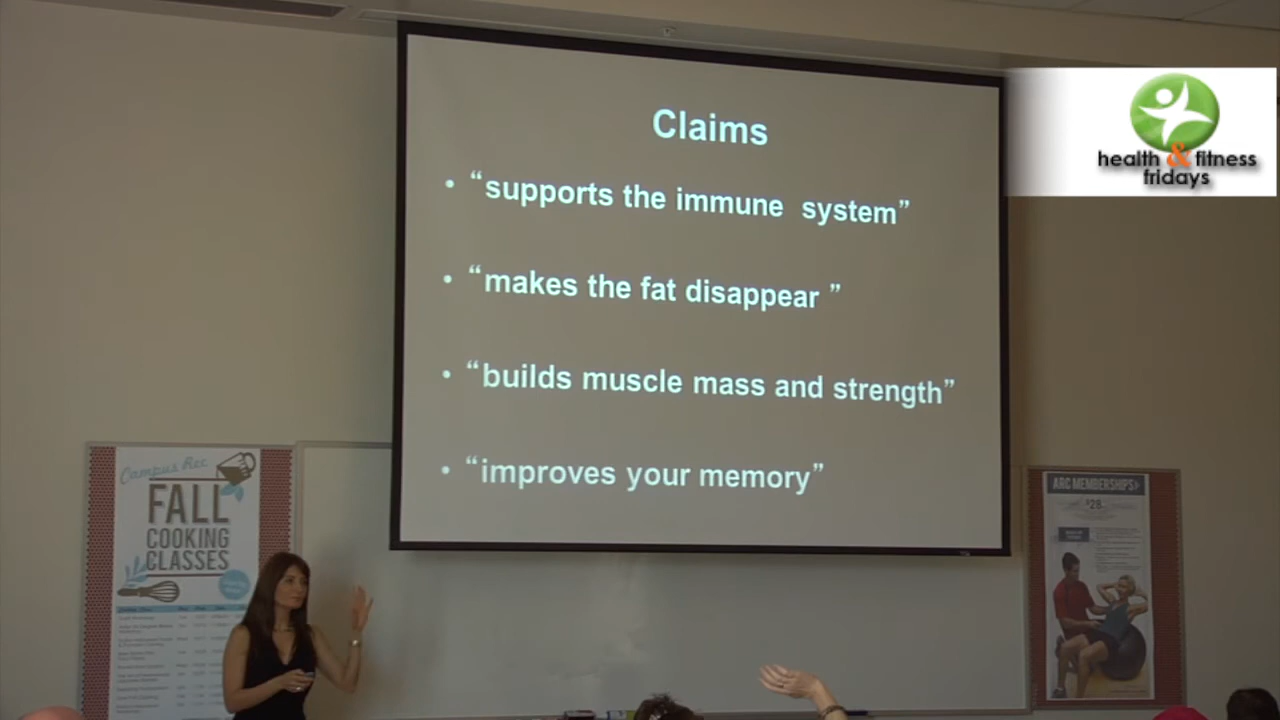 Claims
• “supports the immune system”
• “makes the fat disappear ”
• “builds muscle mass and strength”
• “improves your memory”
health & fitness
fridays
Campus Rec
FALL
COOKING
CLASSES
ARC MEMBERSHIPS
$28